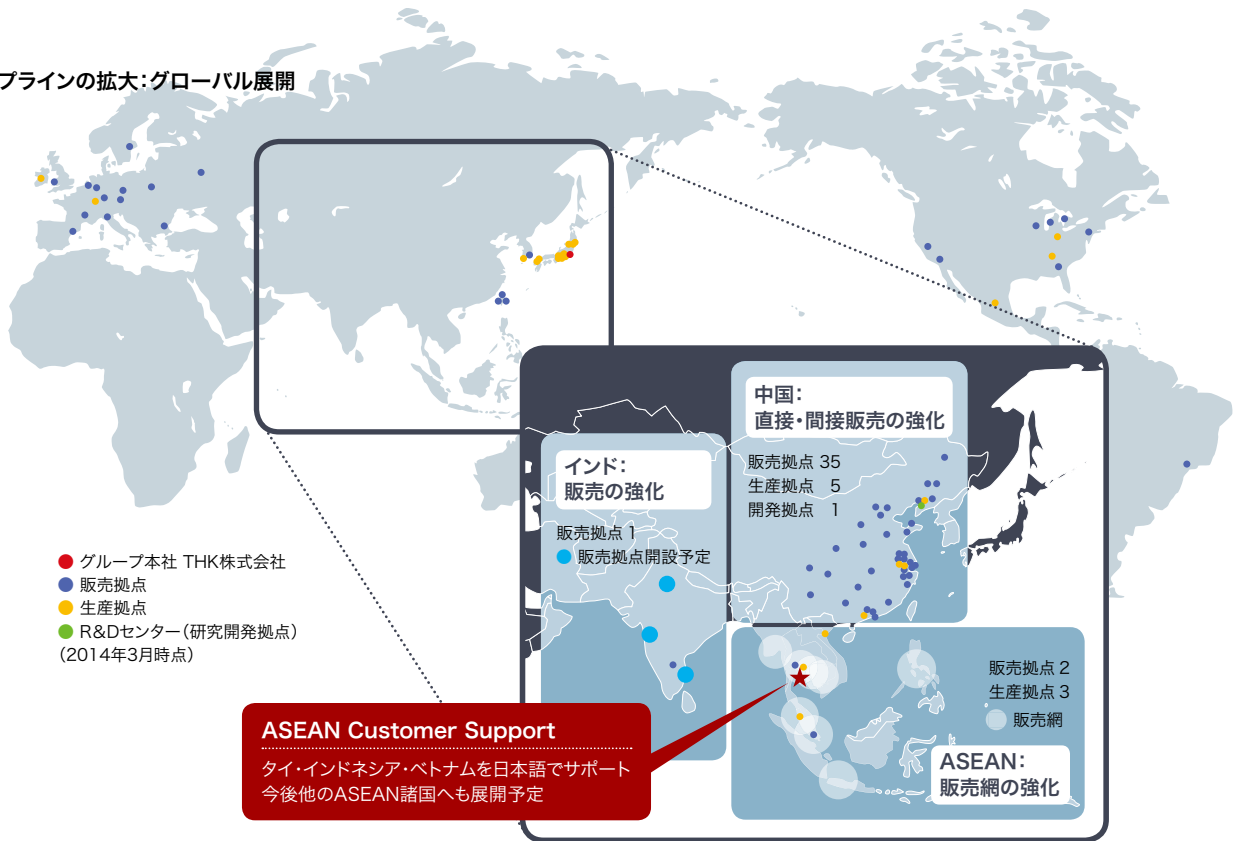 プラインの拡大：グローバル展開
中国：
直接・間接販売の強化
販売拠点 35
生産拠点 5
開発拠点 1
インド：
販売の強化
販売拠点 1
販売拠点開設予定
グループ本社 THK株式会社
販売拠点
生産拠点
R&Dセンター（研究開発拠点）
（2014年3月時点）
販売拠点 2
生産拠点 3
販売網
ASEAN：
販売網の強化
ASEAN Customer Support
タイ・インドネシア・ベトナムを日本語でサポート
今後他のASEAN諸国へも展開予定